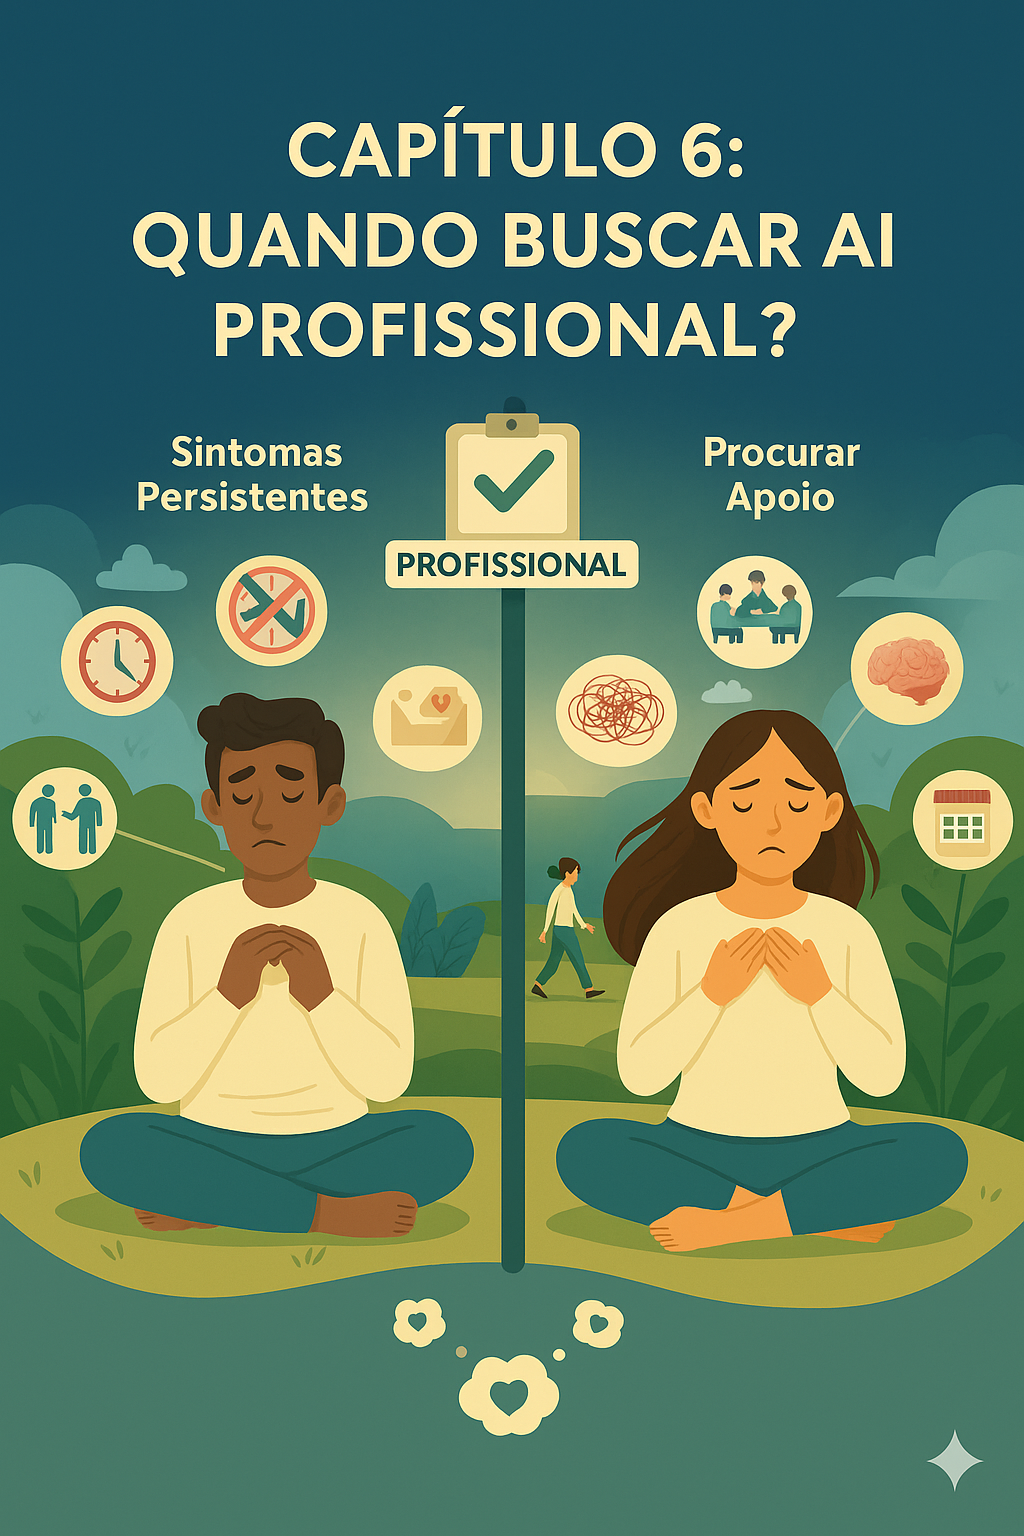 CAPÍTULO 6:
QUANDO BUSCAR AI
PROFISSIONAL?
Sintomas
Persistentes
Procurar
Apoio
PROFISSIONAL